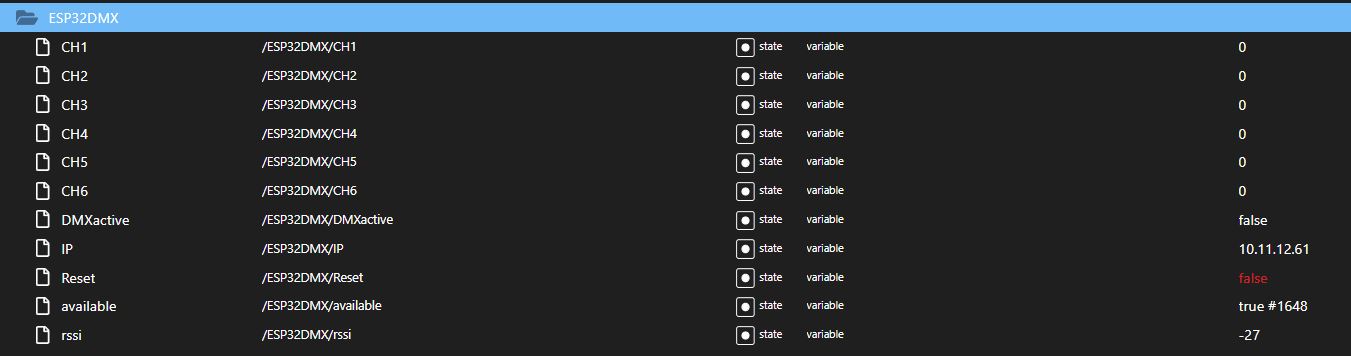 ESP32DMX
CH1 /ESP32DMX/CH1 state variable 0
CH2 /ESP32DMX/CH2 state variable 0
CH3 /ESP32DMX/CH3 state variable 0
CH4 /ESP32DMX/CH4 state variable 0
CH5 /ESP32DMX/CH5 state variable 0
CH6 /ESP32DMX/CH6 state variable 0
DMXactive /ESP32DMX/DMXactive state variable false
IP /ESP32DMX/IP state variable 10.11.12.61
Reset /ESP32DMX/Reset state variable false
available /ESP32DMX/available state variable true #1648
rssi /ESP32DMX/rssi state variable -27